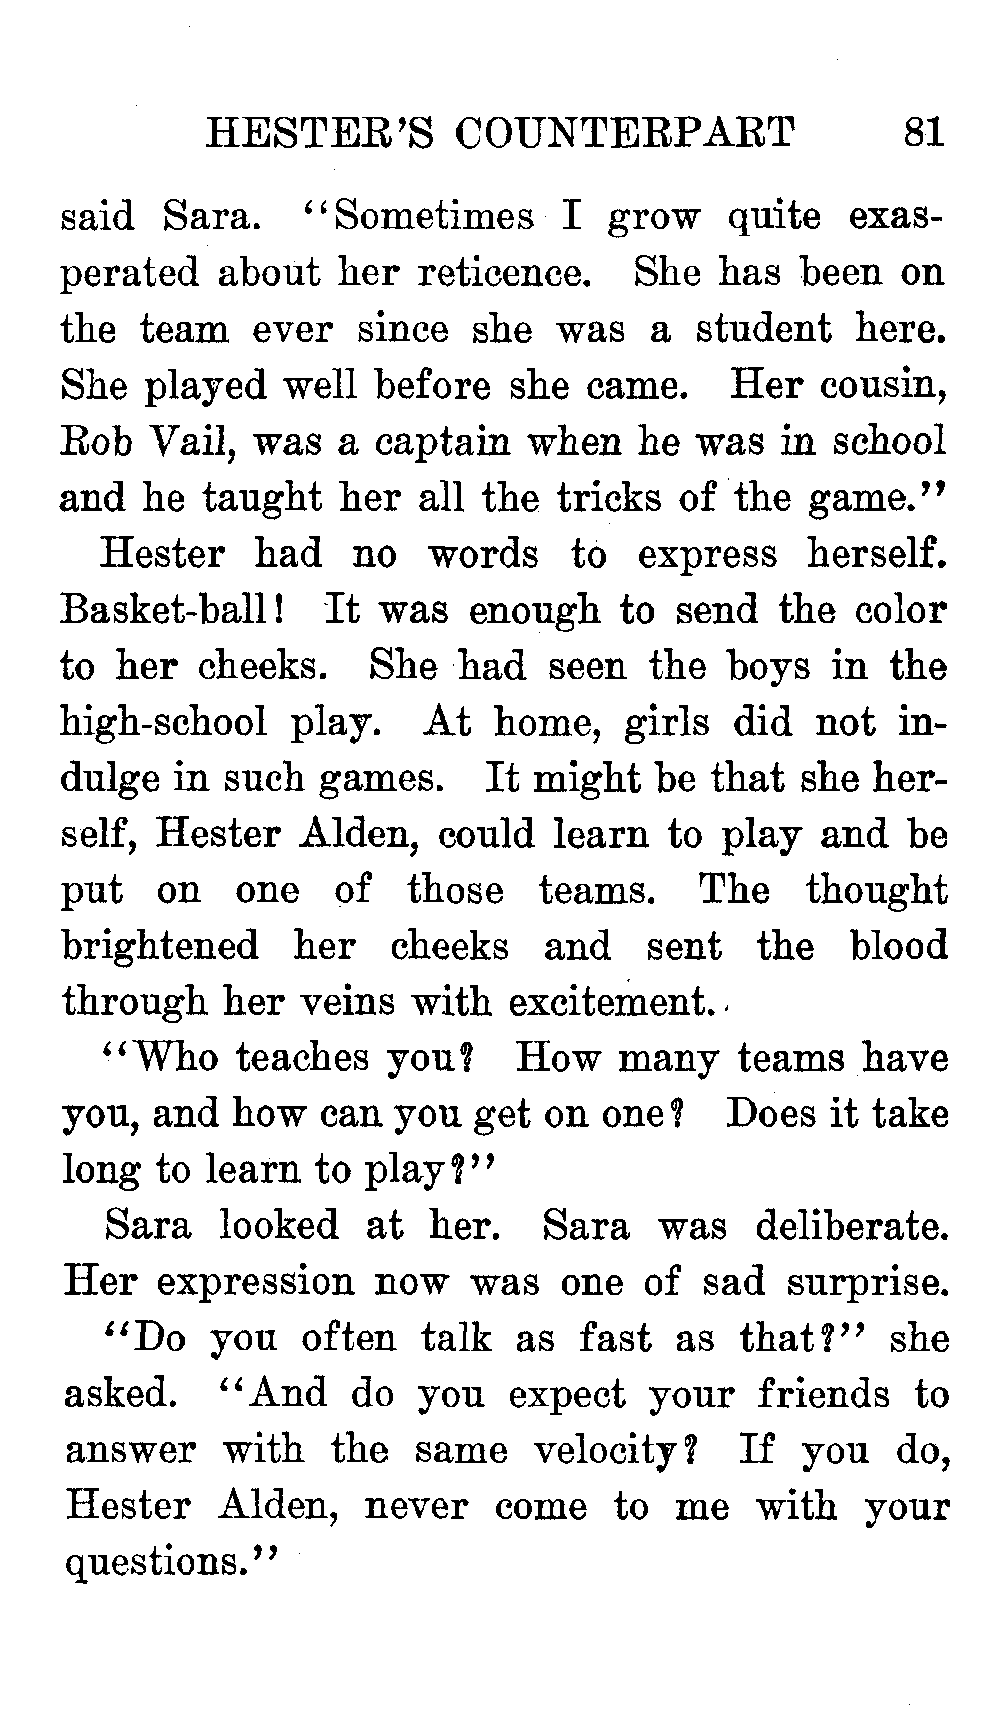 HESTER'S COUNTERPART 81
said Sara. "Sometimes I grow quite exas-
perated about her reticence. She has been on
the team ever since she was a student here.
She played well before she came. Her cousin,
Rob Vail, was a captain when he was in school
and he taught her all the tricks of the game."
Hester had no words to express herself.
Basket-ball! It was enough to send the color
to her cheeks. She had seen the boys in the
high-school play. At home, girls did not in-
dulge in such games. It might be that she her-
self, Hester Alden, could learn to play and be
put on one of those teams. The thought
brightened her cheeks and sent the blood
through her veins with excitement.
"Who teaches you? How many teams have
you, and how can you get on one? Does it take
long to learn to play?"
Sara looked at her. Sara was deliberate.
Her expression now was one of sad surprise.
"Do you often talk as fast as that?" she
asked. "And do you expect your friends to
answer with the same velocity? If you do,
Hester Alden, never come to me with your
questions."